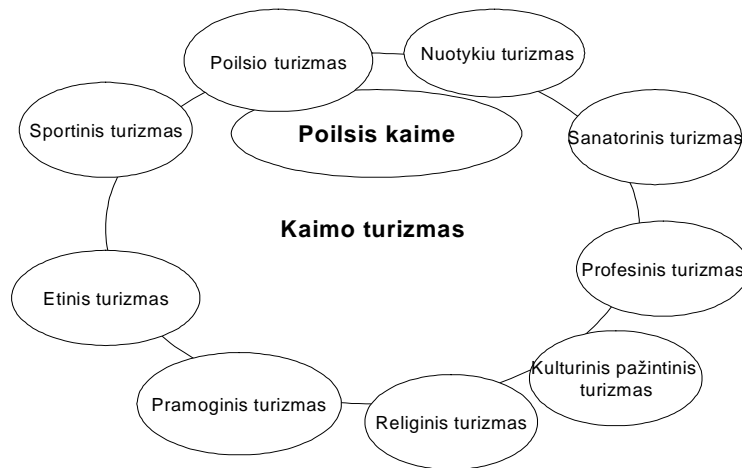 Poilsio turizmas
Nuotykiu turizmas
Sportinis turizmas
Poilsis kaime
Sanatorinis turizmas
Kaimo turizmas
Profesinis turizmas
Etinis turizmas
Kulturinis pažintinis
turizmas
Pramoginis turizmas
Religinis turizmas